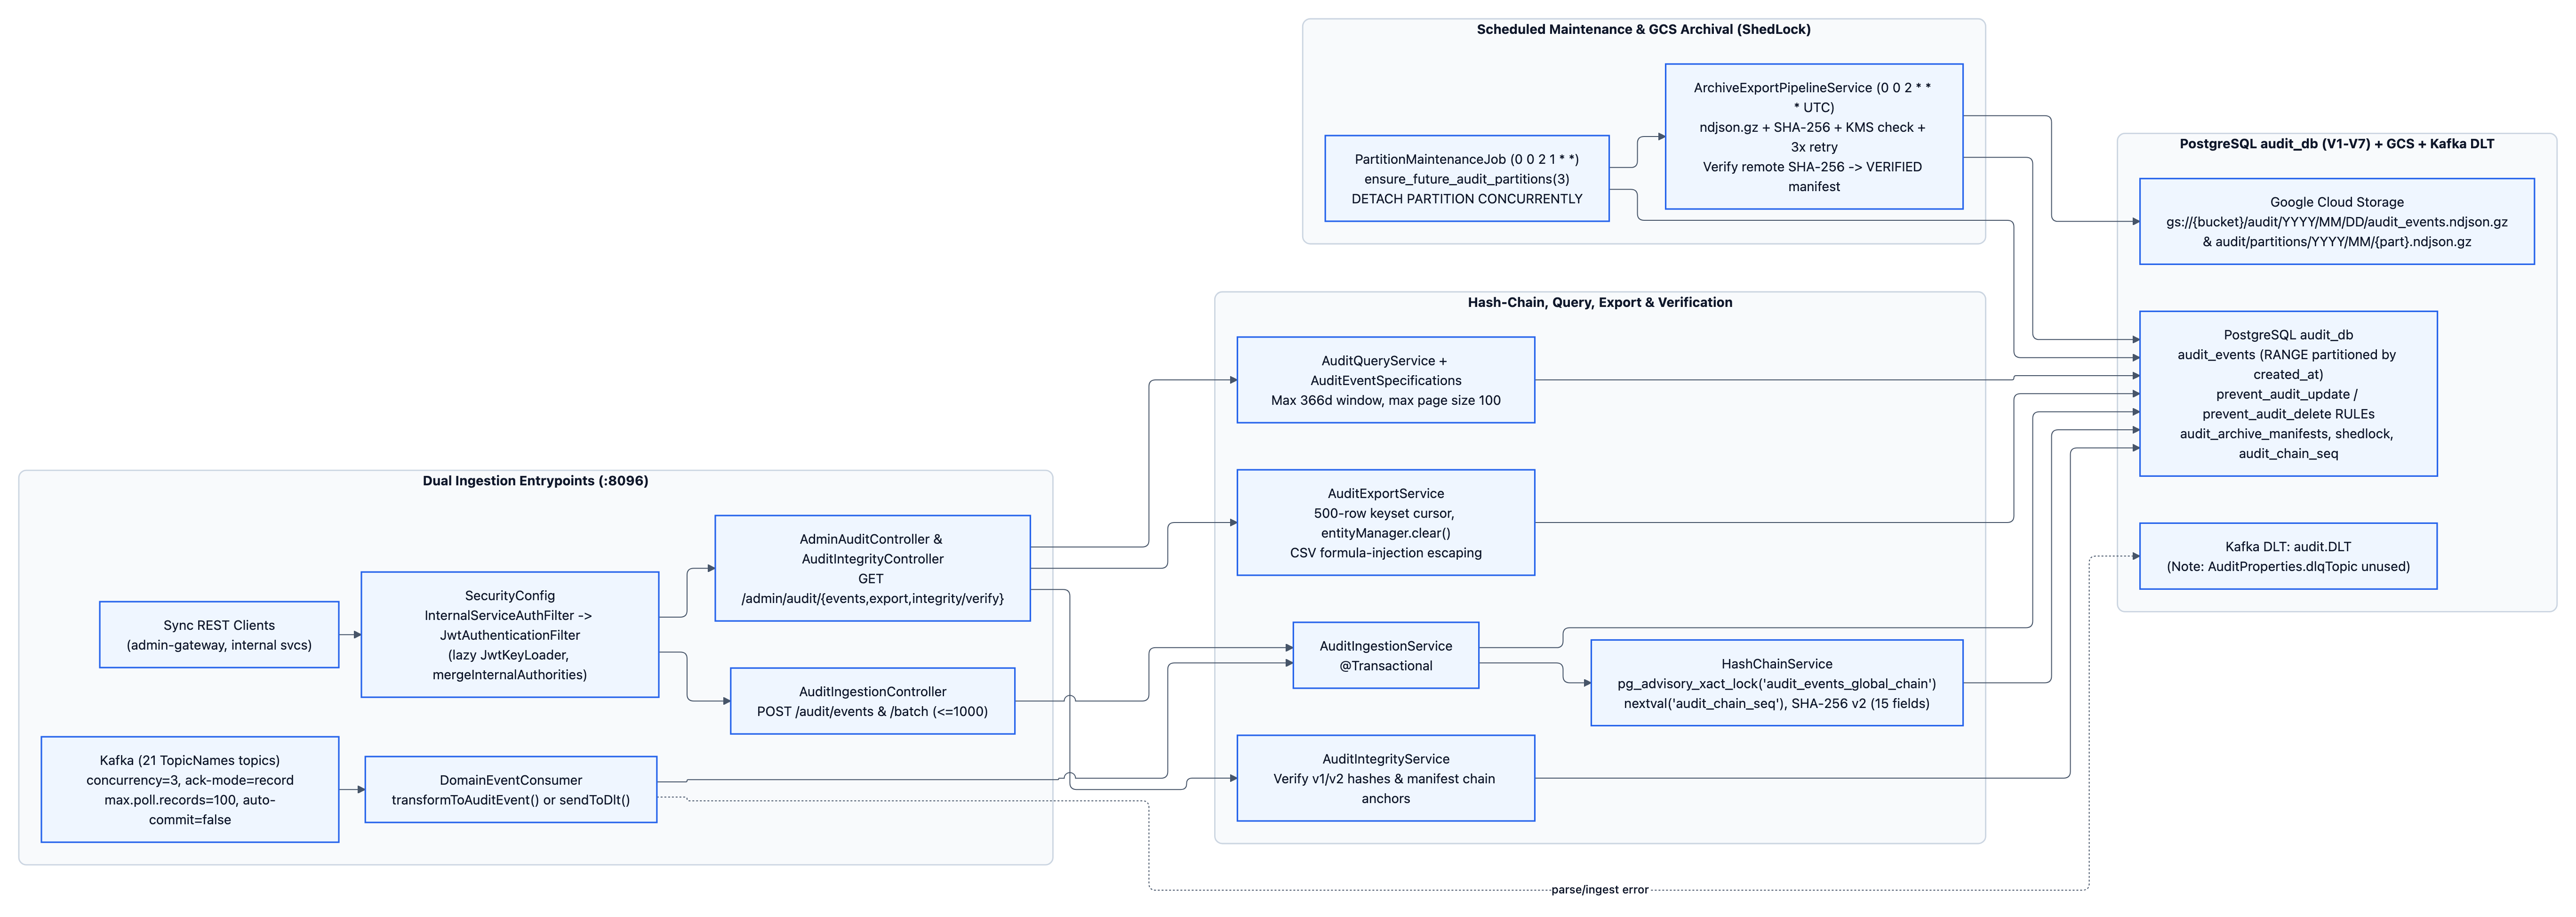 Scheduled Maintenance & GCS Archival (ShedLock)
PartitionMaintenanceJob (0 0 2 1 * *)
ensure_future_audit_partitions(3)
DETACH PARTITION CONCURRENTLY
ArchiveExportPipelineService (0 0 2 * *
* UTC)
ndjson.gz + SHA-256 + KMS check +
3x retry
Verify remote SHA-256 -> VERIFIED
manifest
PostgreSQL audit_db (V1-V7) + GCS + Kafka DLT
Google Cloud Storage
gs://{bucket}/audit/YYYY/MM/DD/audit_events.ndjson.gz
& audit/partitions/YYYY/MM/{part}.ndjson.gz
PostgreSQL audit_db
audit_events (RANGE partitioned by
created_at)
prevent_audit_update /
prevent_audit_delete RULEs
audit_archive_manifests, shedlock,
audit_chain_seq
Kafka DLT: audit.DLT
(Note: AuditProperties.dlqTopic unused)
Hash-Chain, Query, Export & Verification
AuditQueryService +
AuditEventSpecifications
Max 366d window, max page size 100
AuditExportService
500-row keyset cursor,
entityManager.clear()
CSV formula-injection escaping
AuditIngestionService
@Transactional
HashChainService
pg_advisory_xact_lock('audit_events_global_chain')
nextval('audit_chain_seq'), SHA-256 v2 (15 fields)
AuditIntegrityService
Verify v1/v2 hashes & manifest chain
anchors
Dual Ingestion Entrypoints (:8096)
Sync REST Clients
(admin-gateway, internal svcs)
SecurityConfig
InternalServiceAuthFilter ->
JwtAuthenticationFilter
(lazy JwtKeyLoader,
mergeInternalAuthorities)
AdminAuditController &
AuditIntegrityController
GET
/admin/audit/{events,export,integrity/verify}
AuditIngestionController
POST /audit/events & /batch (<=1000)
Kafka (21 TopicNames topics)
concurrency=3, ack-mode=record
max.poll.records=100, auto-
commit=false
DomainEventConsumer
transformToAuditEvent() or sendToDlt()
parse/ingest error